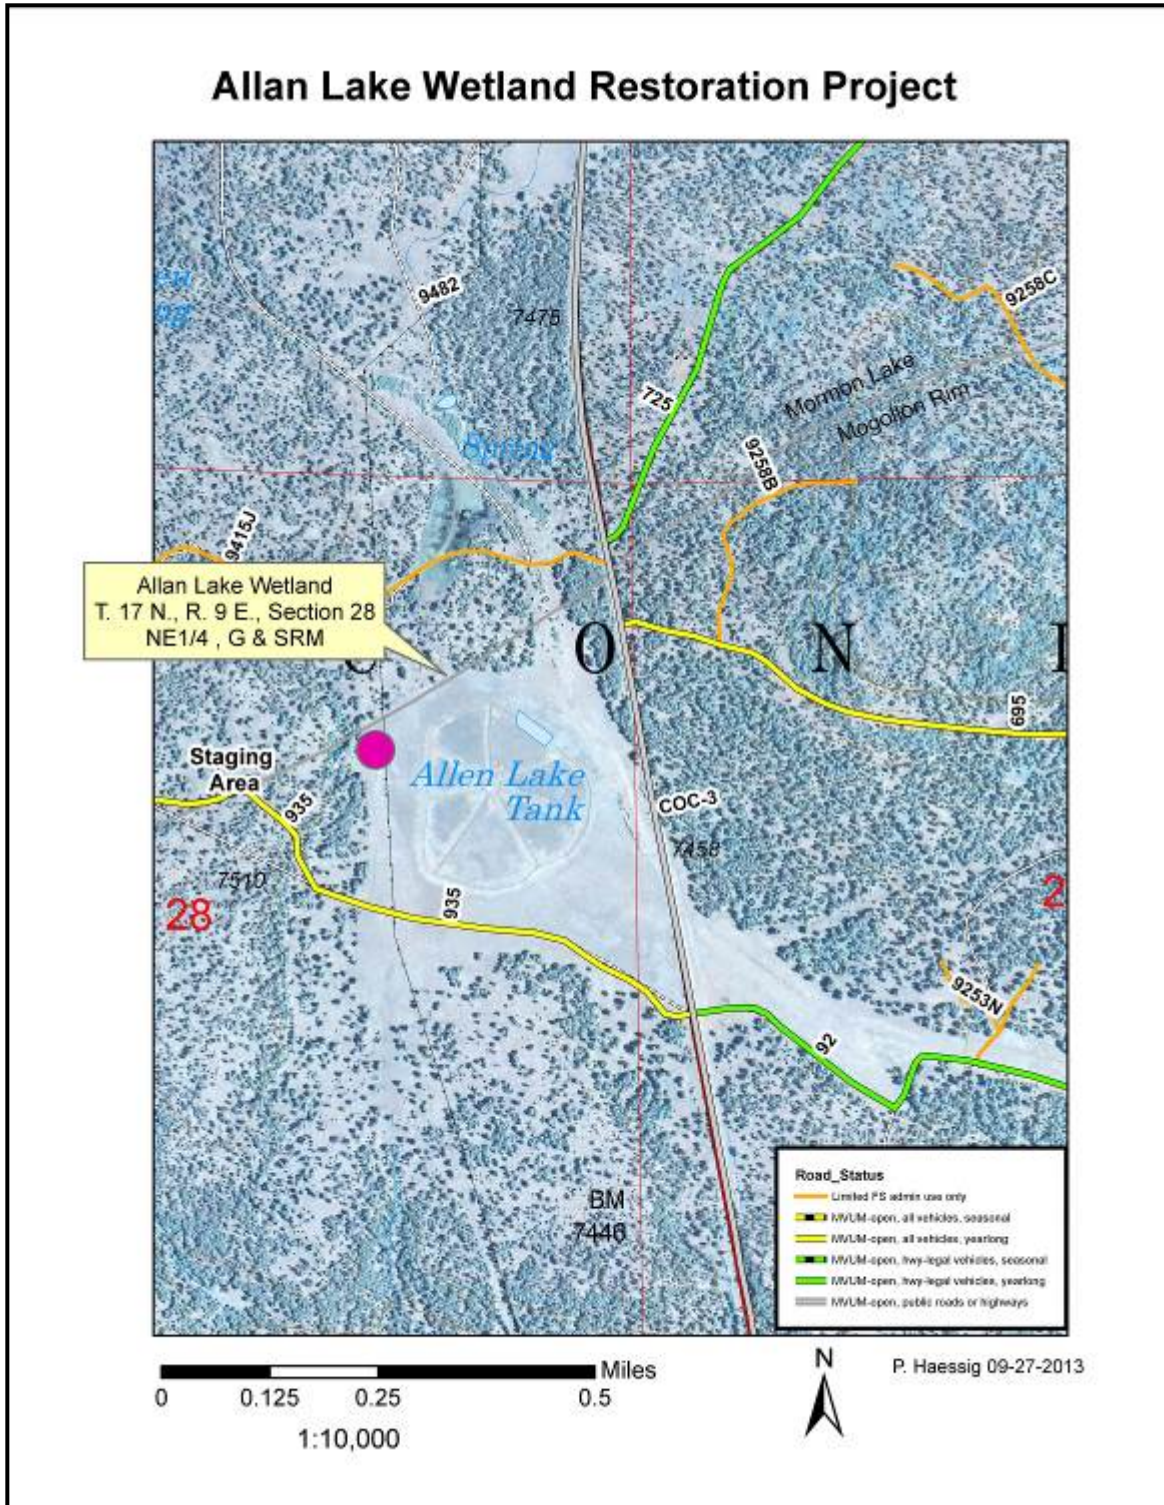 Allan Lake Wetland Restoration Project
9482
7475
9258C
725
Mormon Lake
Mogollon Rim
Spring
9258B
9415J
Allan Lake Wetland
T. 17 N., R. 9 E., Section 28
NE1/4 , G & SRM
C O N I
695
Staging
Area
935
Allen Lake
Tank
COC-3
7458
7510
28
935
2
9253N
92
BM
7446
Road_Status
Limited FS admin use only
MVUM-open, all vehicles, seasonal
MVUM-open, all vehicles, yearlong
MVUM-open, hwy-legal vehicles, seasonal
MVUM-open, hwy-legal vehicles, yearlong
MVUM-open, public roads or highways
Miles
0 0.125 0.25 0.5
1:10,000
N
P. Haessig 09-27-2013